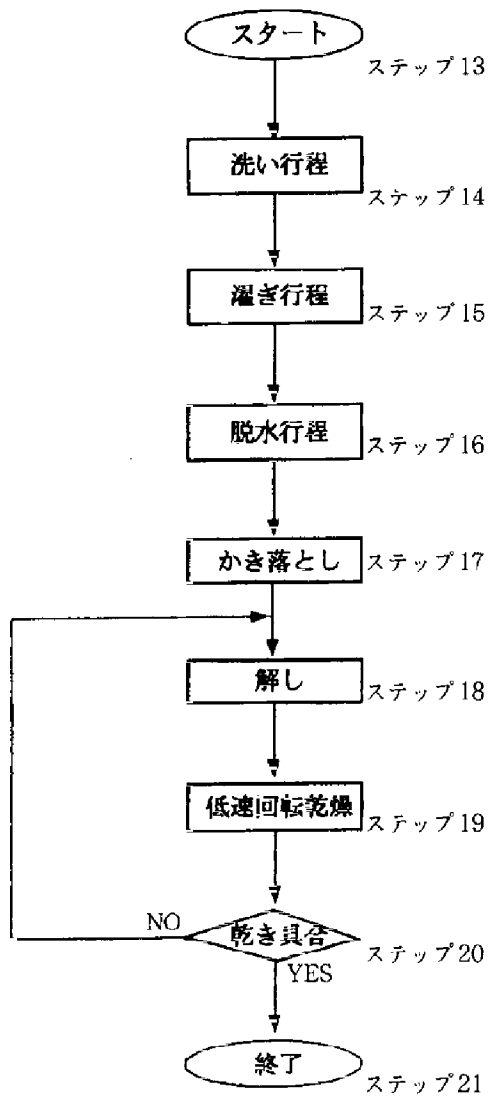 スタート
ステップ13
洗い行程
ステップ14
濯ぎ行程
ステップ15
脱水行程
ステップ16
かき落とし
ステップ17
解し
ステップ18
低速回転乾燥
ステップ19
乾き具合
ステップ20
NO
YES
終了
ステップ21